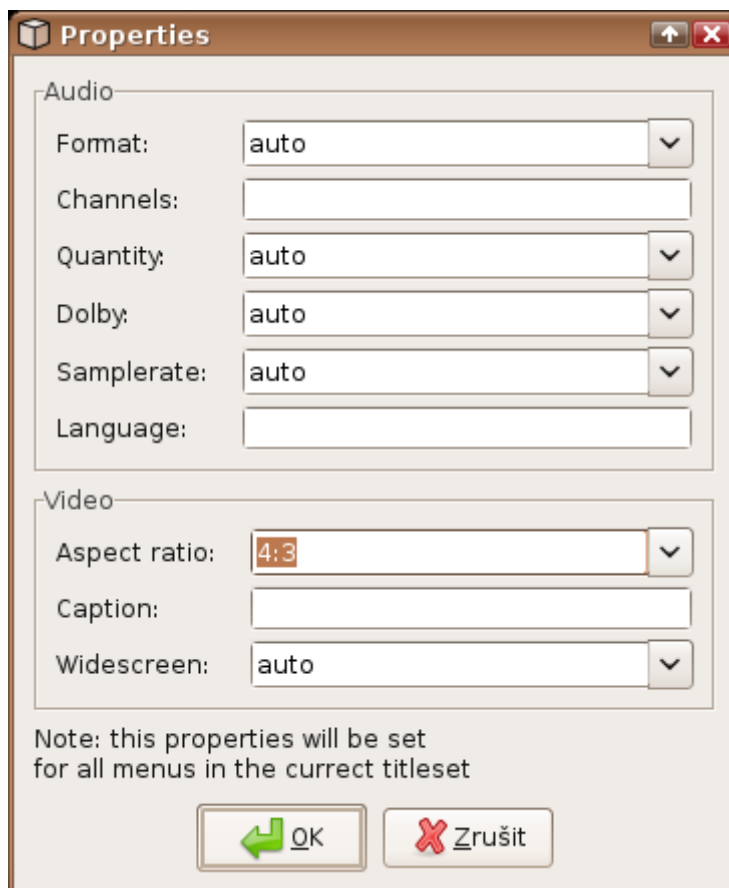 Properties
Audio
Format: auto
Channels:
Quantity: auto
Dolby: auto
Samplerate: auto
Language:
Video
Aspect ratio: 4:3
Caption:
Widescreen: auto
Note: this properties will be set
for all menus in the currect titleset
OK Zrušit